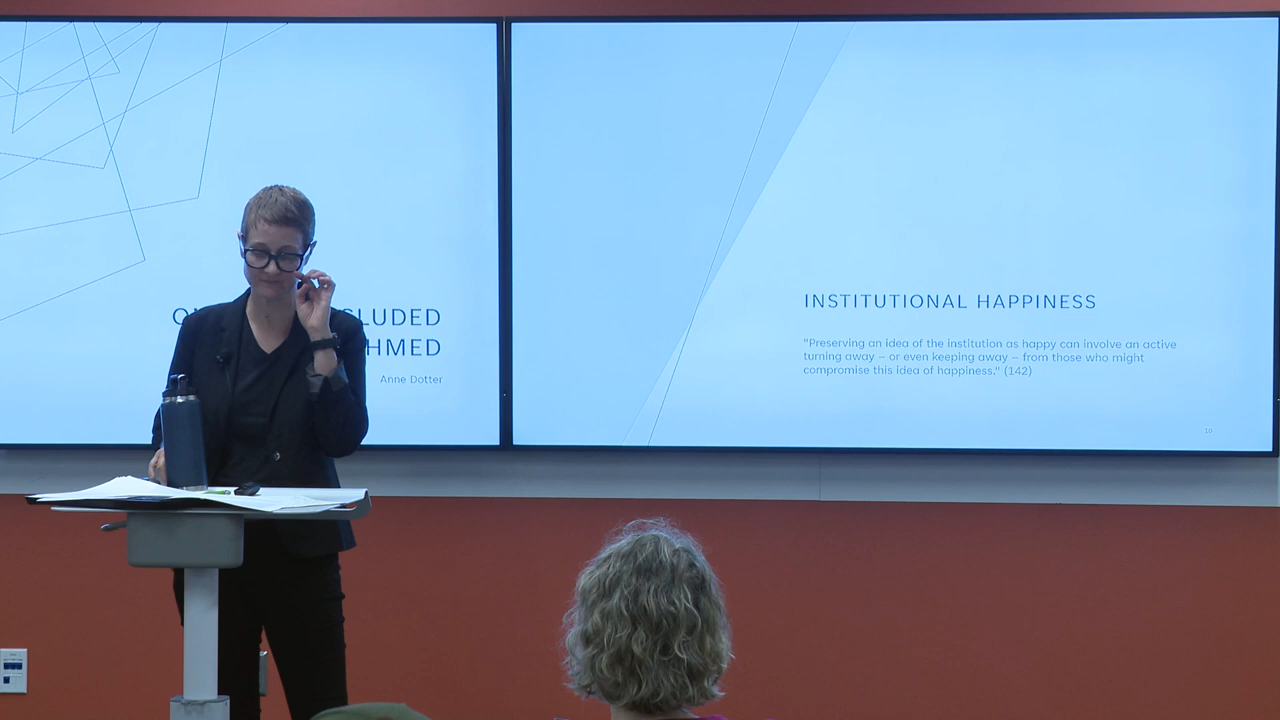 CLUDED
HMED
Anne Dotter
INSTITUTIONAL HAPPINESS
"Preserving an idea of the institution as happy can involve an active
turning away – or even keeping away – from those who might
compromise this idea of happiness." (142)
10